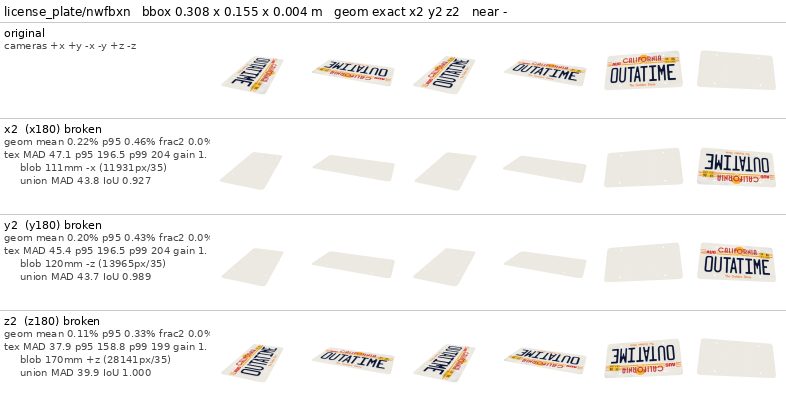 license_plate/nwfbxn bbox 0.308 x 0.155 x 0.004 m geom exact x2 y2 z2 near -
original
cameras +x +y -x -y +z -z
CALIFORNIA
AUG
OUTATIME
x2 (x180) broken
geom mean 0.22% p95 0.46% frac2 0.0%
tex MAD 47.1 p95 196.5 p99 204 gain 1.
blob 111mm -x (11931px/35)
union MAD 43.8 IoU 0.927
CALIFORNIA
OUTATIME
y2 (y180) broken
geom mean 0.20% p95 0.43% frac2 0.0%
tex MAD 45.4 p95 196.5 p99 204 gain 1.
blob 120mm -z (13965px/35)
union MAD 43.7 IoU 0.989
CALIFORNIA
OUTATIME
z2 (z180) broken
geom mean 0.11% p95 0.33% frac2 0.0%
tex MAD 37.9 p95 158.8 p99 199 gain 1.
blob 170mm +z (28141px/35)
union MAD 39.9 IoU 1.000
OUTATIME
CALIFORNIA